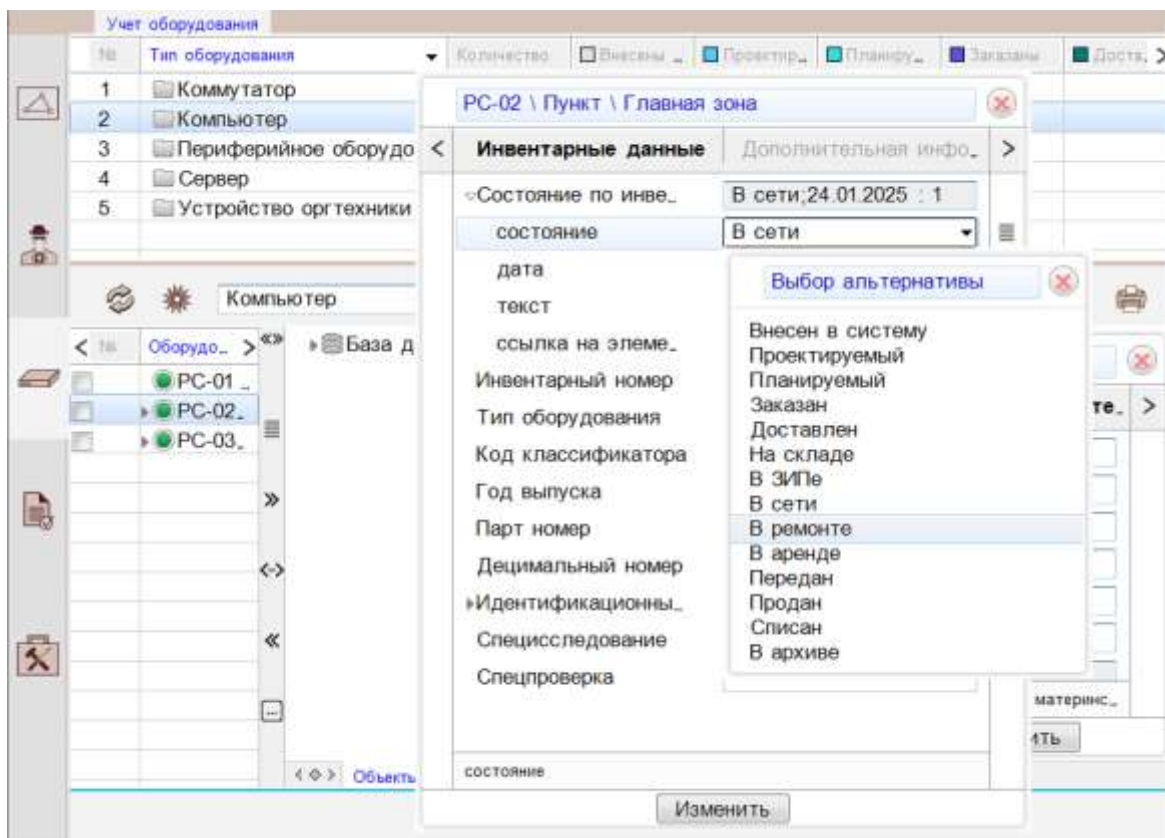 Учет оборудования
№ Тип оборудования Количество Внесены Проектир Планиру Заказаны Доста.
1 Коммутатор
2 Компьютер
3 Периферийное оборудо
4 Сервер
5 Устройство оргтехники
Компьютер
< № Оборудо >
PC-01
PC-02
PC-03
База д
Объекты
PC-02 \ Пункт \ Главная зона
< Инвентарные данные Дополнительная инфо >
Состояние по инве В сети;24.01.2025 : 1
состояние В сети
дата
текст
ссылка на элеме
Инвентарный номер
Тип оборудования
Код классификатора
Год выпуска
Парт номер
Децимальный номер
Идентификационны
Специсследование
Спецпроверка
состояние
Изменить
Выбор альтернативы
Внесен в систему
Проектируемый
Планируемый
Заказан
Доставлен
На складе
В ЗИПе
В сети
В ремонте
В аренде
Передан
Продан
Списан
В архиве
те >
материнс
ить